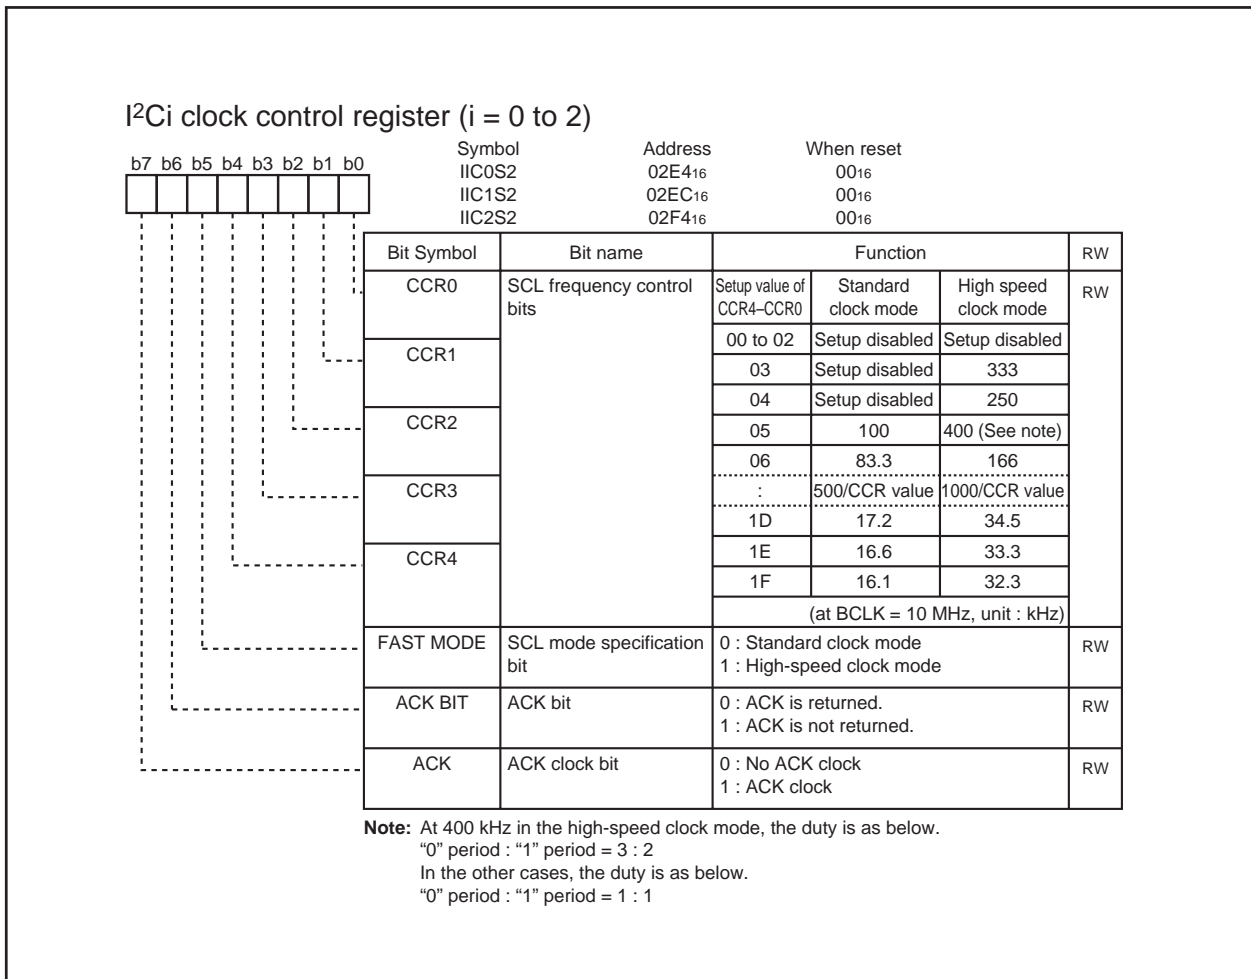 I2Ci clock control register (i = 0 to 2)
Symbol Address When reset
b7 b6 b5 b4 b3 b2 b1 b0
IIC0S2 02E416 0016
IIC1S2 02EC16 0016
IIC2S2 02F416 0016
Bit Symbol Bit name Function RW
CCR0 SCL frequency control bits Setup value of CCR4–CCR0 Standard clock mode High speed clock mode RW
00 to 02 Setup disabled Setup disabled
CCR1
03 Setup disabled 333
04 Setup disabled 250
CCR2
05 100 400 (See note)
06 83.3 166
CCR3
: 500/CCR value 1000/CCR value
1D 17.2 34.5
CCR4
1E 16.6 33.3
1F 16.1 32.3
(at BCLK = 10 MHz, unit : kHz)
FAST MODE SCL mode specification bit 0 : Standard clock mode RW
1 : High-speed clock mode
ACK BIT ACK bit 0 : ACK is returned. RW
1 : ACK is not returned.
ACK ACK clock bit 0 : No ACK clock RW
1 : ACK clock
Note: At 400 kHz in the high-speed clock mode, the duty is as below.
“0” period : “1” period = 3 : 2
In the other cases, the duty is as below.
“0” period : “1” period = 1 : 1